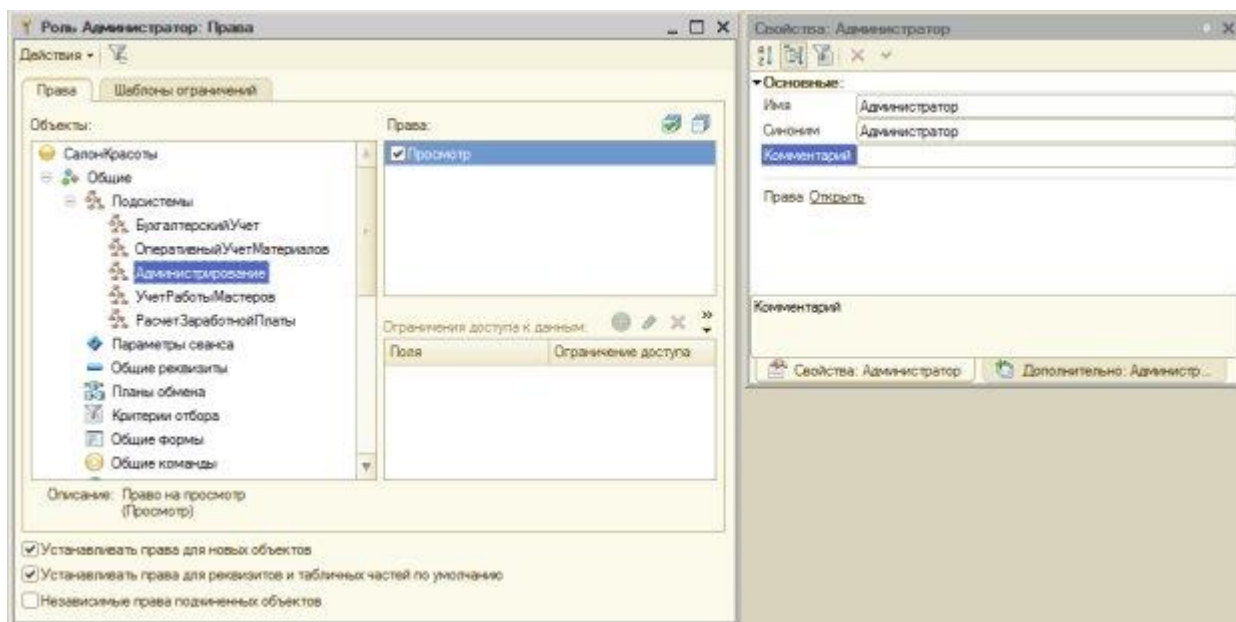 Роль Администратор: Права
Действия
Права
Шаблоны ограничений
Объекты:
СалонКрасоты
Общие
Подсистемы
БухгалтерскийУчет
ОперативныйУчетМатериалов
Администрирование
УчетРаботыМастеров
РасчетЗаработнойПлаты
Параметры сеанса
Общие реквизиты
Планы обмена
Критерии отбора
Общие формы
Общие команды
Права:
Просмотр
Ограничения доступа к данным:
Поля
Ограничение доступа
Описание: Право на просмотр
(Просмотр)
Устанавливать права для новых объектов
Устанавливать права для реквизитов и табличных частей по умолчанию
Независимые права подчиненных объектов
Свойства: Администратор
Основные:
Имя Администратор
Синоним Администратор
Комментарий
Права Открыть
Комментарий
Свойства: Администратор
Дополнительно: Администр...